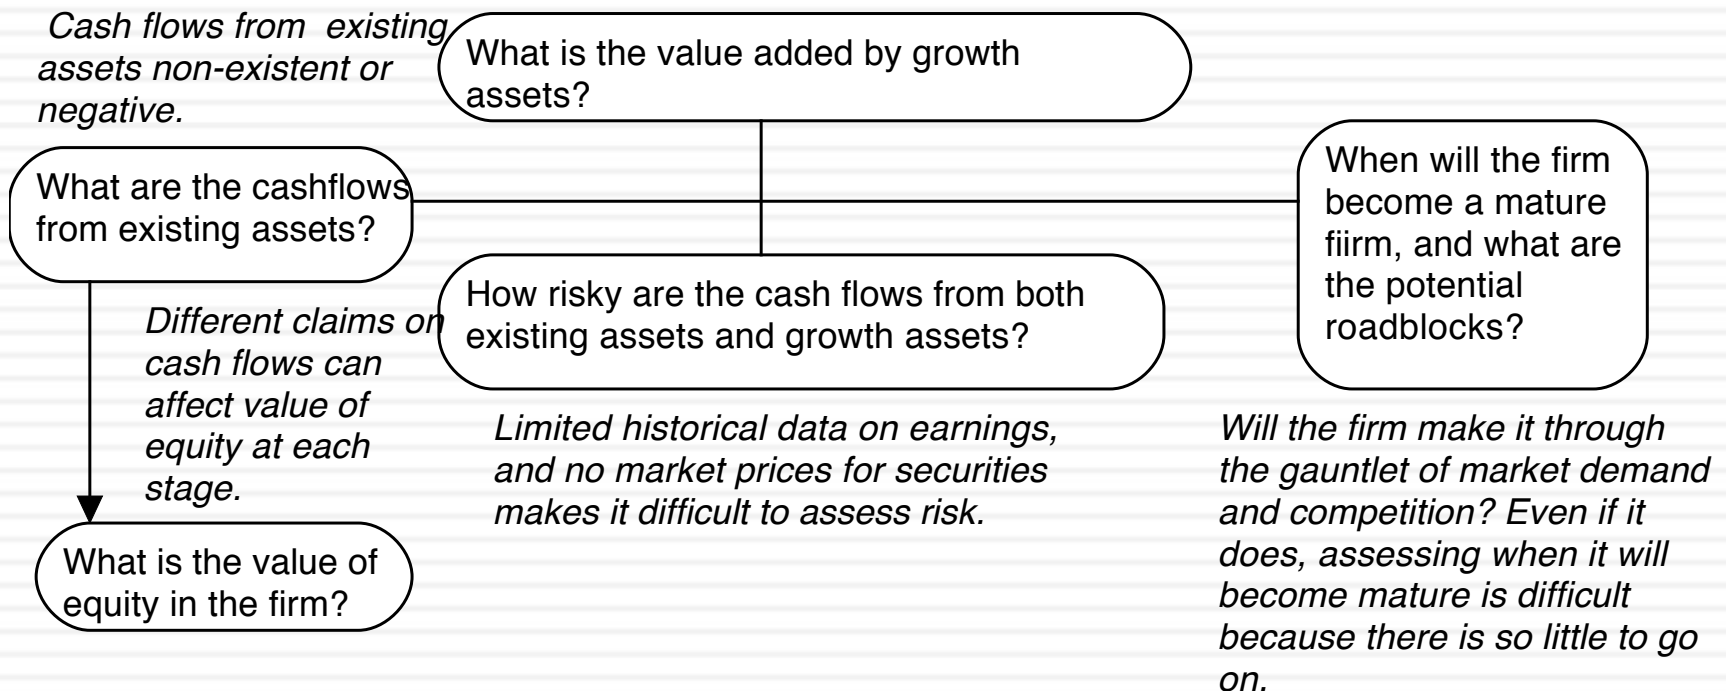 Cash flows from existing
assets non-existent or
negative.
What is the value added by growth
assets?
What are the cashflows
from existing assets?
When will the firm
become a mature
fiirm, and what are
the potential
roadblocks?
How risky are the cash flows from both
existing assets and growth assets?
Different claims on
cash flows can
affect value of
equity at each
stage.
Limited historical data on earnings,
and no market prices for securities
makes it difficult to assess risk.
Will the firm make it through
the gauntlet of market demand
and competition? Even if it
does, assessing when it will
become mature is difficult
because there is so little to go
on.
What is the value of
equity in the firm?